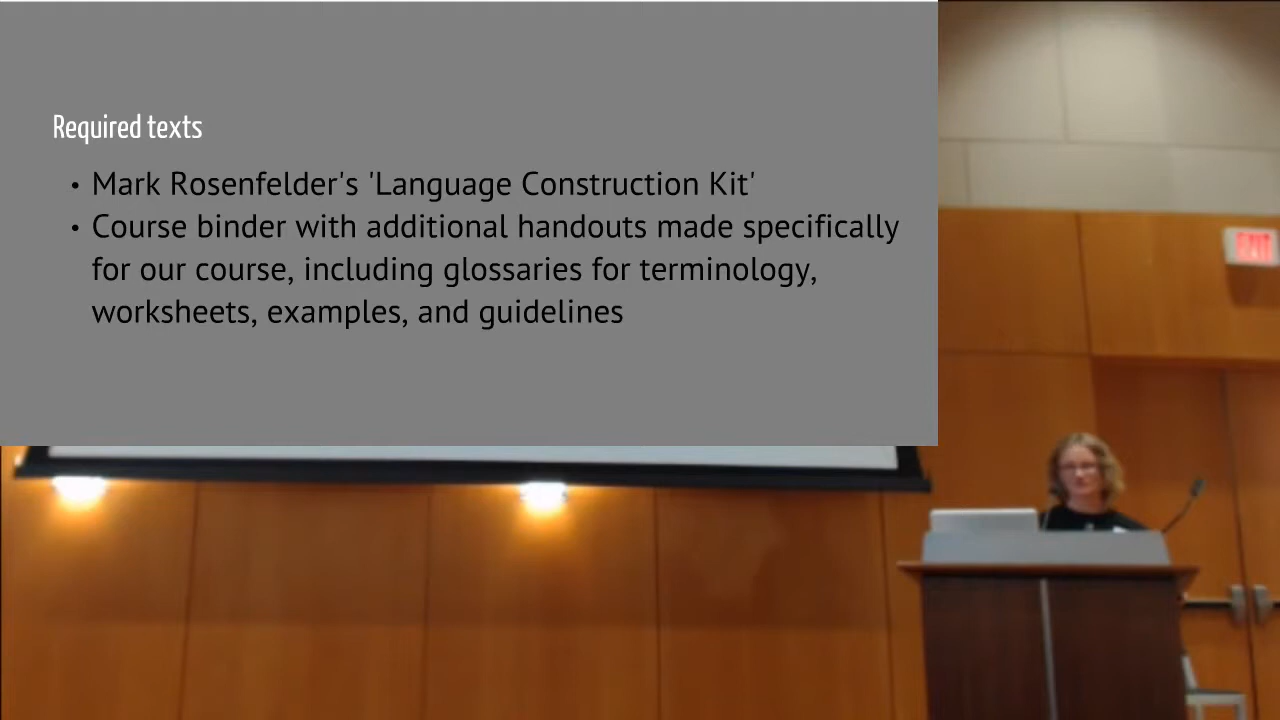 Required texts
• Mark Rosenfelder's 'Language Construction Kit'
• Course binder with additional handouts made specifically
for our course, including glossaries for terminology,
worksheets, examples, and guidelines
EXIT